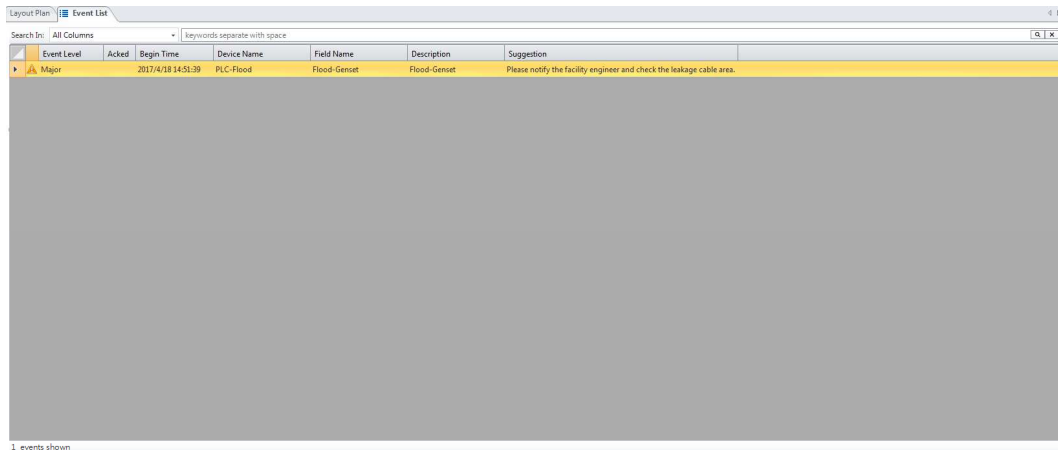 Layout Plan Event List
Search In: All Columns keywords separate with space
Event Level Acked Begin Time Device Name Field Name Description Suggestion
Major 2017/4/18 14:51:39 PLC-Flood Flood-Genset Flood-Genset Please notify the facility engineer and check the leakage cable area.
1 events shown